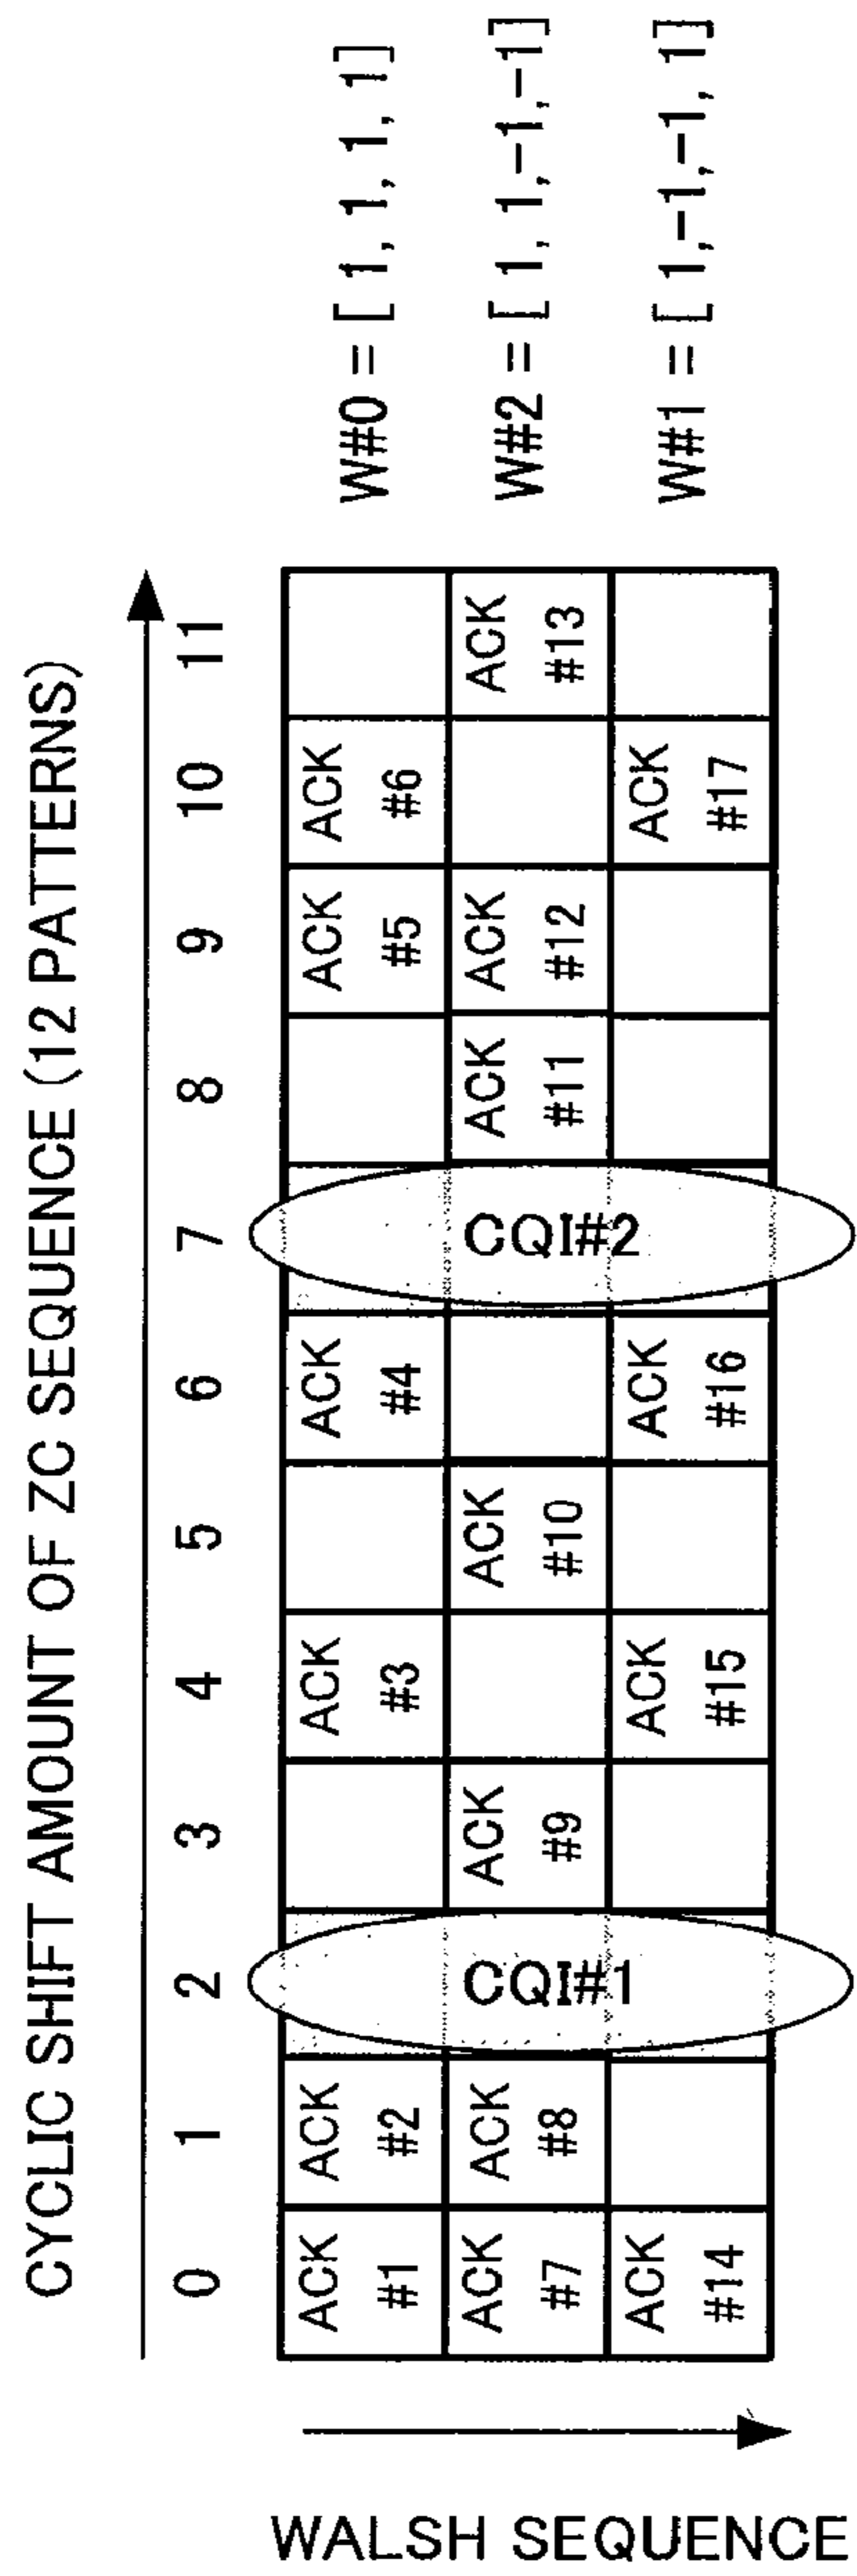 CYCLIC SHIFT AMOUNT OF ZC SEQUENCE (12 PATTERNS)
0 1 2 3 4 5 6 7 8 9 10 11
ACK #1
ACK #2
ACK #3
ACK #4
ACK #5
ACK #6
W#0 = [ 1, 1, 1, 1]
ACK #7
ACK #8
CQI#1
ACK #9
ACK #10
CQI#2
ACK #11
ACK #12
ACK #13
W#2 = [ 1, 1,-1,-1]
ACK #14
ACK #15
ACK #16
ACK #17
W#1 = [ 1,-1,-1, 1]
WALSH SEQUENCE